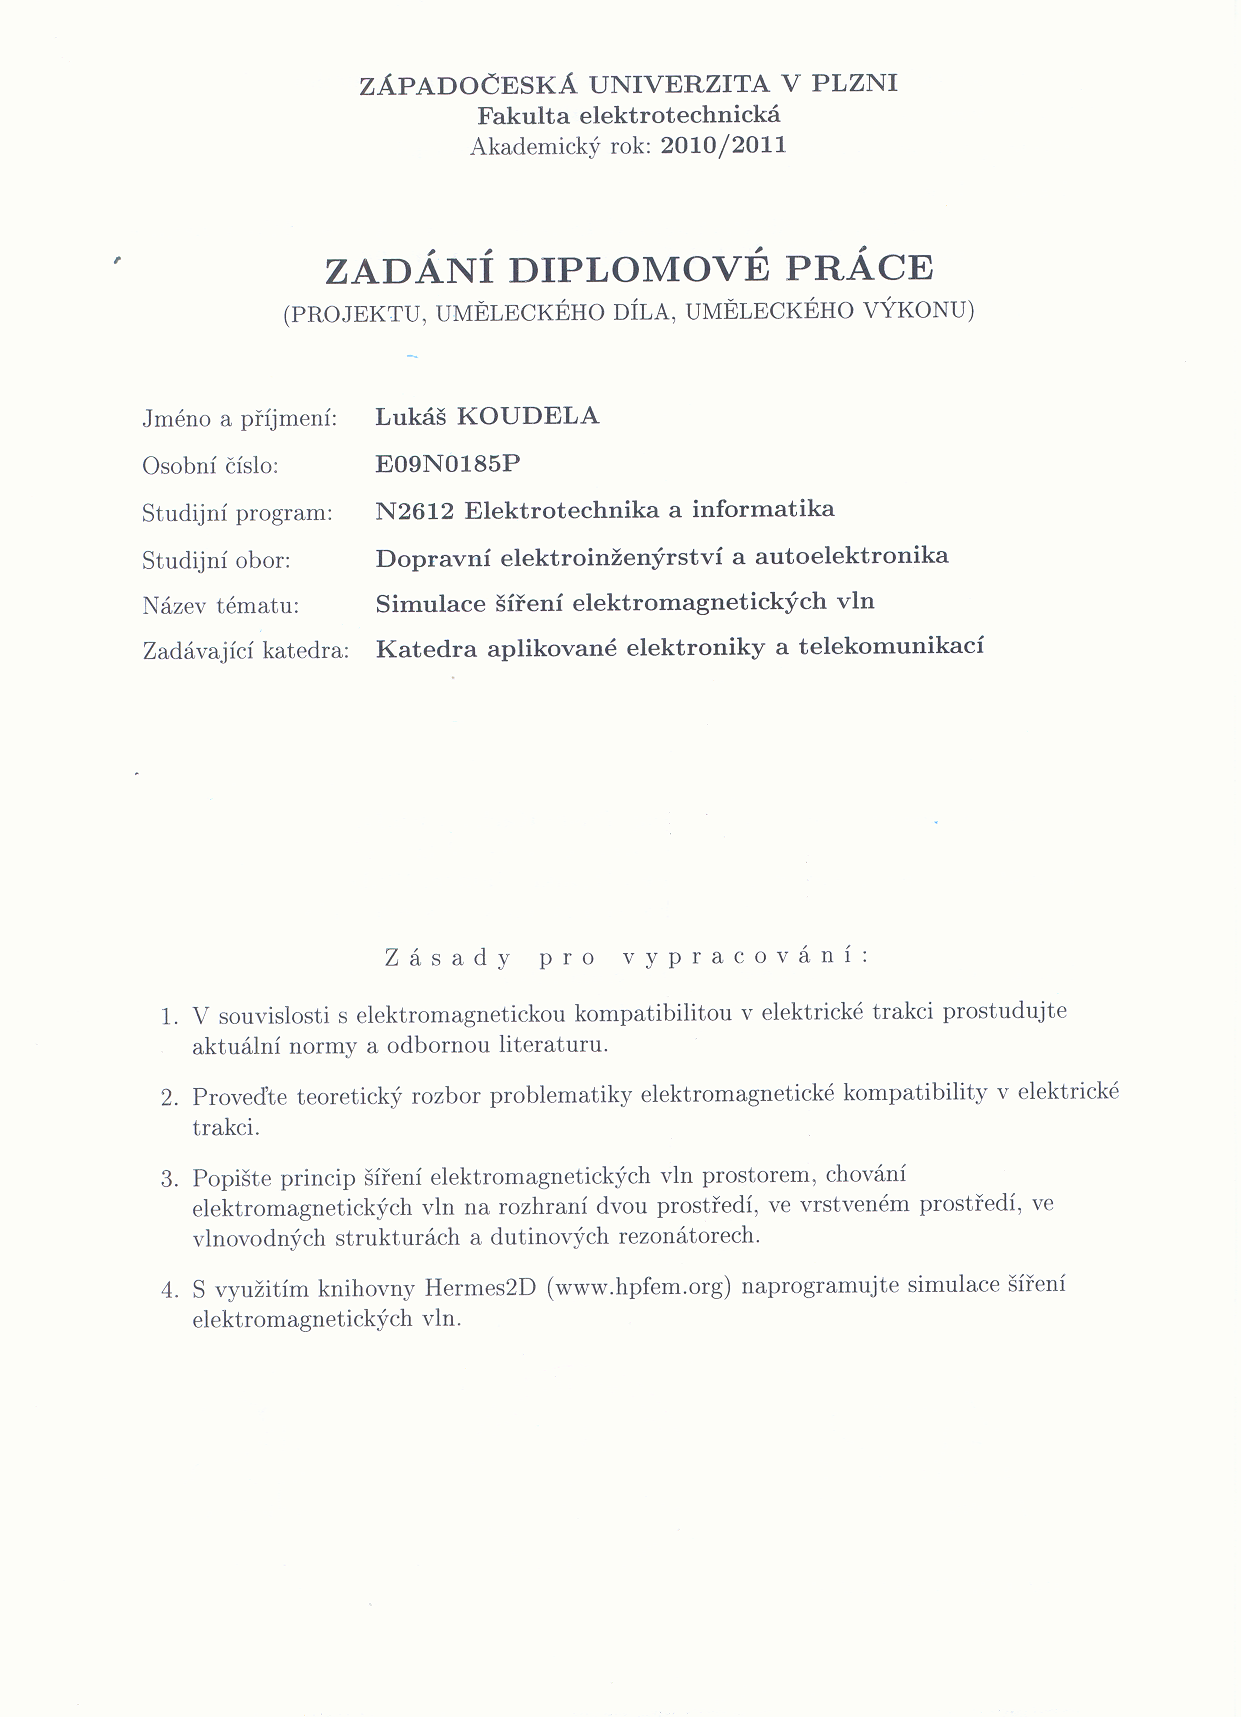 ZÁPADOČESKÁ UNIVERZITA V PLZNI
Fakulta elektrotechnická
Akademický rok: 2010/2011
ZADÁNÍ DIPLOMOVÉ PRÁCE
(PROJEKTU, UMĚLECKÉHO DÍLA, UMĚLECKÉHO VÝKONU)
Jméno a příjmení: Lukáš KOUDELA
Osobní číslo: E09N0185P
Studijní program: N2612 Elektrotechnika a informatika
Studijní obor: Dopravní elektroinženýrství a autoelektronika
Název tématu: Simulace šíření elektromagnetických vln
Zadávající katedra: Katedra aplikované elektroniky a telekomunikací
Zásady pro vypracování:
1. V souvislosti s elektromagnetickou kompatibilitou v elektrické trakci prostudujte
aktuální normy a odbornou literaturu.
2. Proveďte teoretický rozbor problematiky elektromagnetické kompatibility v elektrické
trakci.
3. Popište princip šíření elektromagnetických vln prostorem, chování
elektromagnetických vln na rozhraní dvou prostředí, ve vrstveném prostředí, ve
vlnovodných strukturách a dutinových rezonátorech.
4. S využitím knihovny Hermes2D (www.hpfem.org) naprogramujte simulace šíření
elektromagnetických vln.